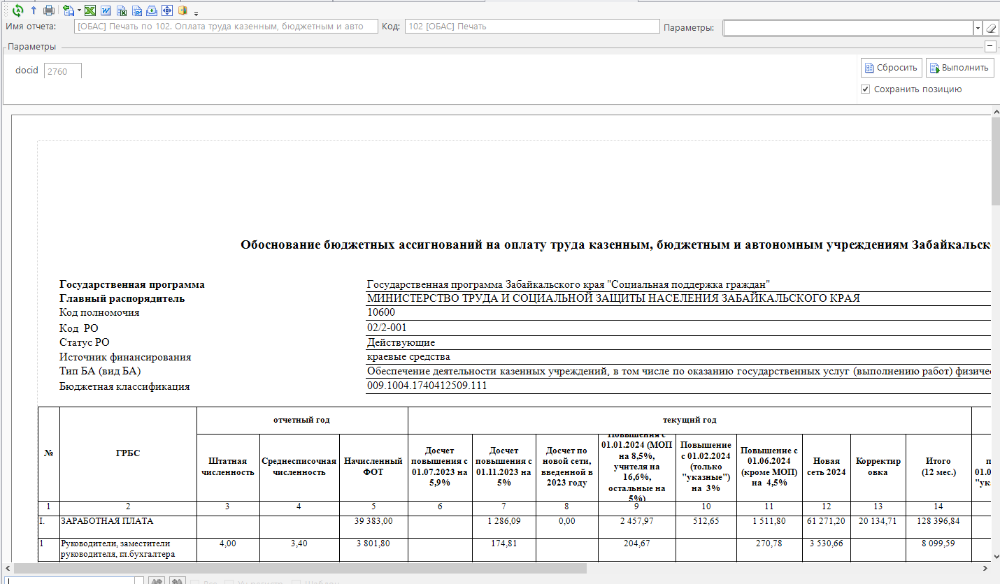 Имя отчета: [ОБАС] Печать по 102. Оплата труда казенным, бюджетным и авто Код: 102 [ОБАС] Печать Параметры:
Параметры
docid 2760 Сбросить Выполнить
Сохранить позицию
Обоснование бюджетных ассигнований на оплату труда казенным, бюджетным и автономным учреждениям Забайкальск
Государственная программа Государственная программа Забайкальского края "Социальная поддержка граждан"
Главный распорядитель МИНИСТЕРСТВО ТРУДА И СОЦИАЛЬНОЙ ЗАЩИТЫ НАСЕЛЕНИЯ ЗАБАЙКАЛЬСКОГО КРАЯ
Код полномочия 10600
Код РО 02/2-001
Статус РО Действующие
Источник финансирования краевые средства
Тип БА (вид БА) Обеспечение деятельности казенных учреждений, в том числе по оказанию государственных услуг (выполнению работ) физиче
Бюджетная классификация 009.1004.1740412509.111
№
ГРБС
отчетный год
текущий год
Штатная
численность
Среднесписочная
численность
Начисленный
ФОТ
Досчет
повышения с
01.07.2023 на
5,9%
Досчет
повышения с
01.11.2023 на
5%
Досчет по
новой сети,
введенной в
2023 году
Повышения с
01.01.2024 (МОП
на 8,5%,
учителя на
16,6%,
остальные на
5%)
Повышение
с 01.02.2024
(только
"указные")
на 3%
Повышение с
01.06.2024
(кроме МОП)
на 4,5%
Новая
сеть 2024
Корректир
овка
Итого
(12 мес.)
п
01.0
"ука
1 2 3 4 5 6 7 8 9 10 11 12 13 14
I. ЗАРАБОТНАЯ ПЛАТА 39 383,00 1 286,09 0,00 2 457,97 512,65 1 511,80 61 271,20 20 134,71 128 396,84
1 Руководители, заместители 4,00 3,40 3 801,80 174,81 204,67 270,78 3 530,66 8 099,59
руководителя, гл.бухгалтера